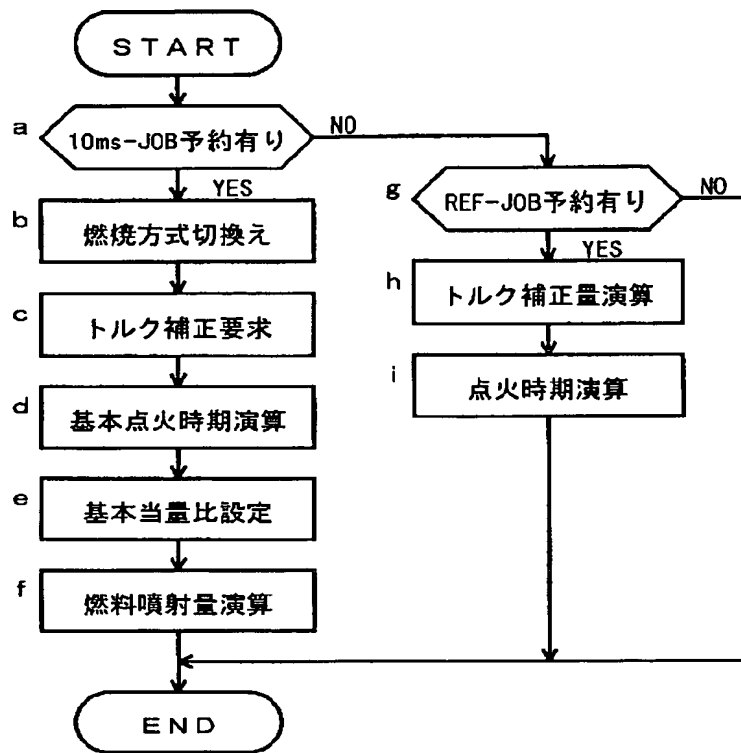 START
a
10ms-JOB予約有り
NO
YES
b
燃焼方式切換え
c
トルク補正要求
d
基本点火時期演算
e
基本当量比設定
f
燃料噴射量演算
g
REF-JOB予約有り
NO
YES
h
トルク補正量演算
i
点火時期演算
END